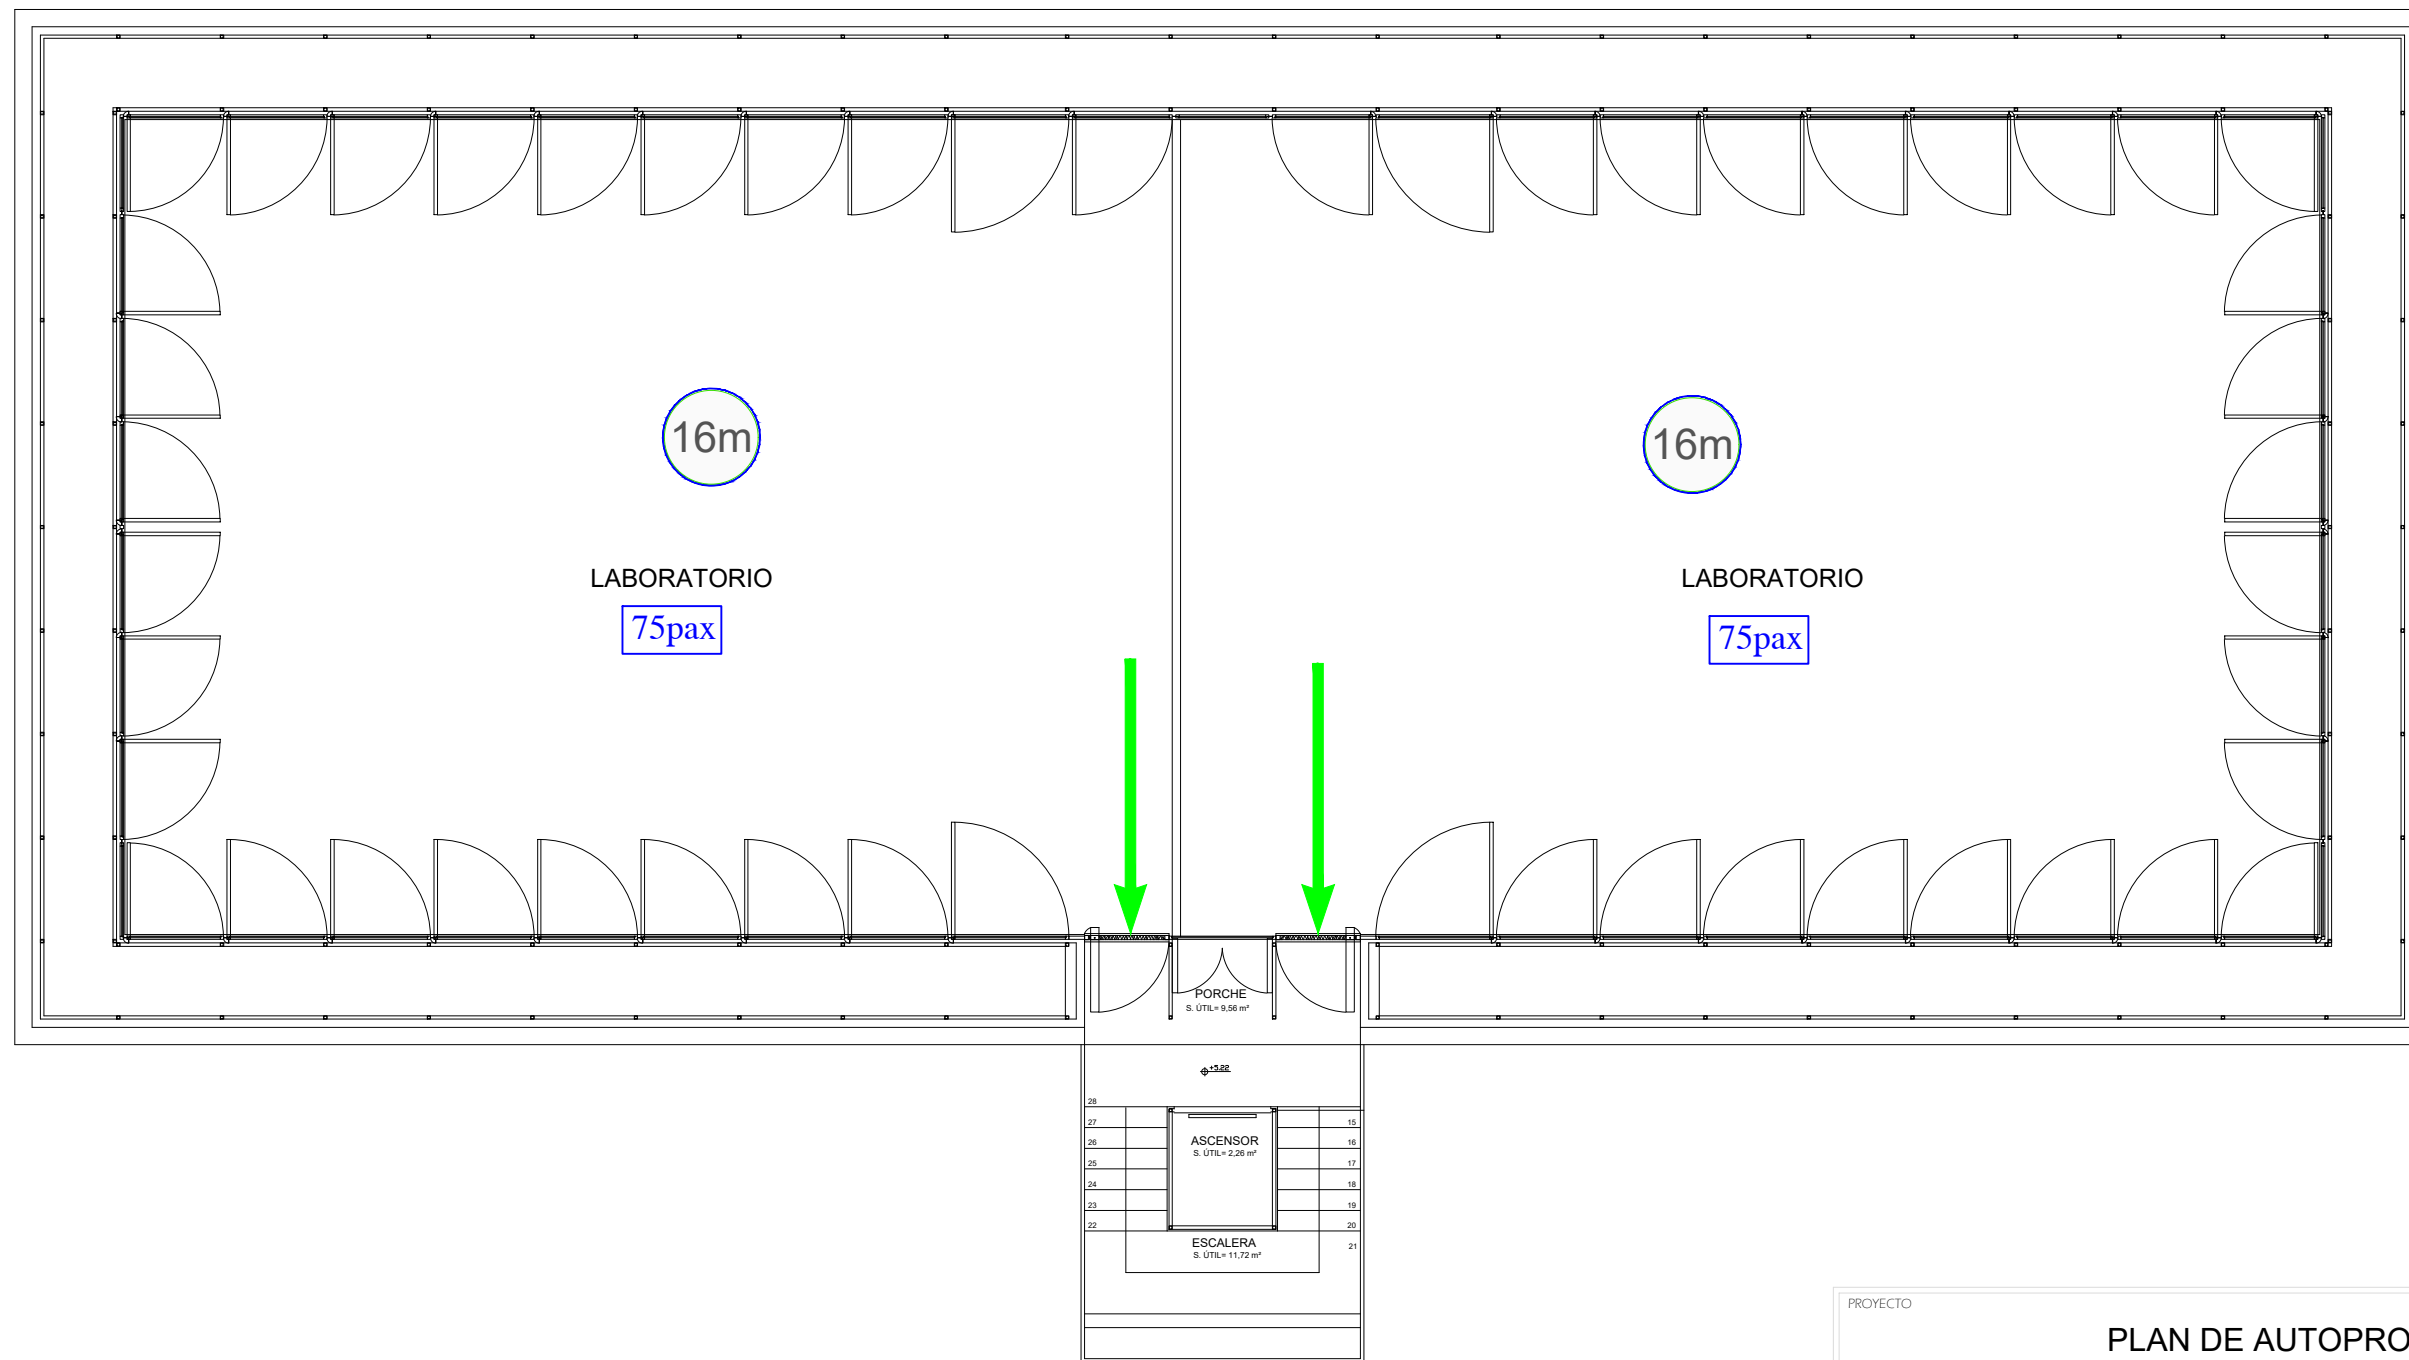 16m
16m
LABORATORIO
LABORATORIO
75pax
75pax
PORCHE
S. ÚTIL= 9,56 m²
+5.22
28
27
15
26
ASCENSOR
16
S. ÚTIL= 2,26 m²
25
17
24
18
23
19
22
20
ESCALERA
21
S. ÚTIL= 11,72 m²
PROYECTO
PLAN DE AUTOPRO